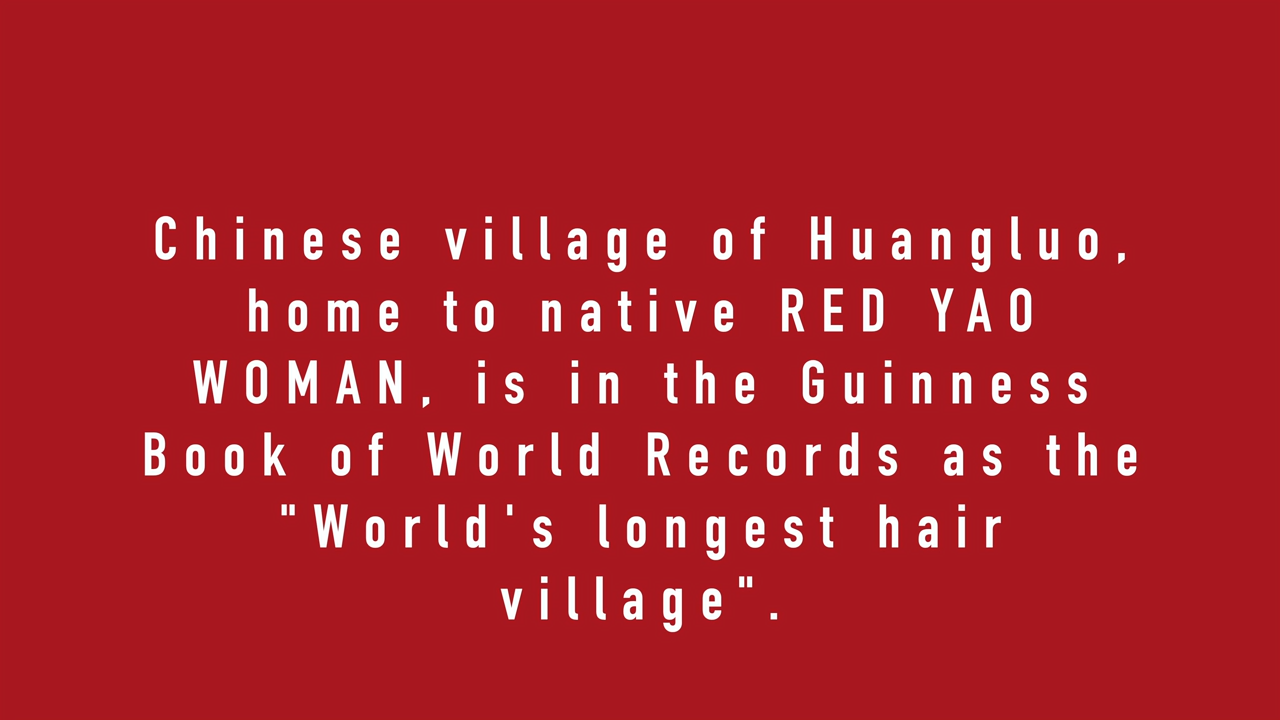 Chinese village of Huangluo,
home to native RED YAO
WOMAN, is in the Guinness
Book of World Records as the
"World's longest hair
village".